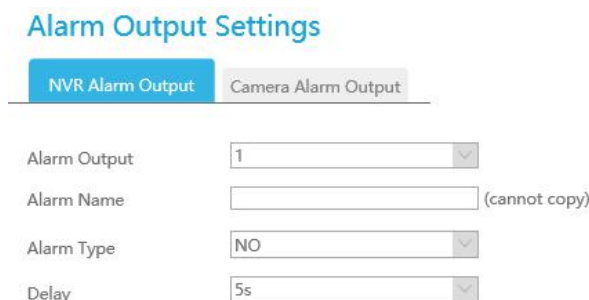 Alarm Output Settings
NVR Alarm Output Camera Alarm Output
Alarm Output 1
Alarm Name (cannot copy)
Alarm Type NO
Delay 5s